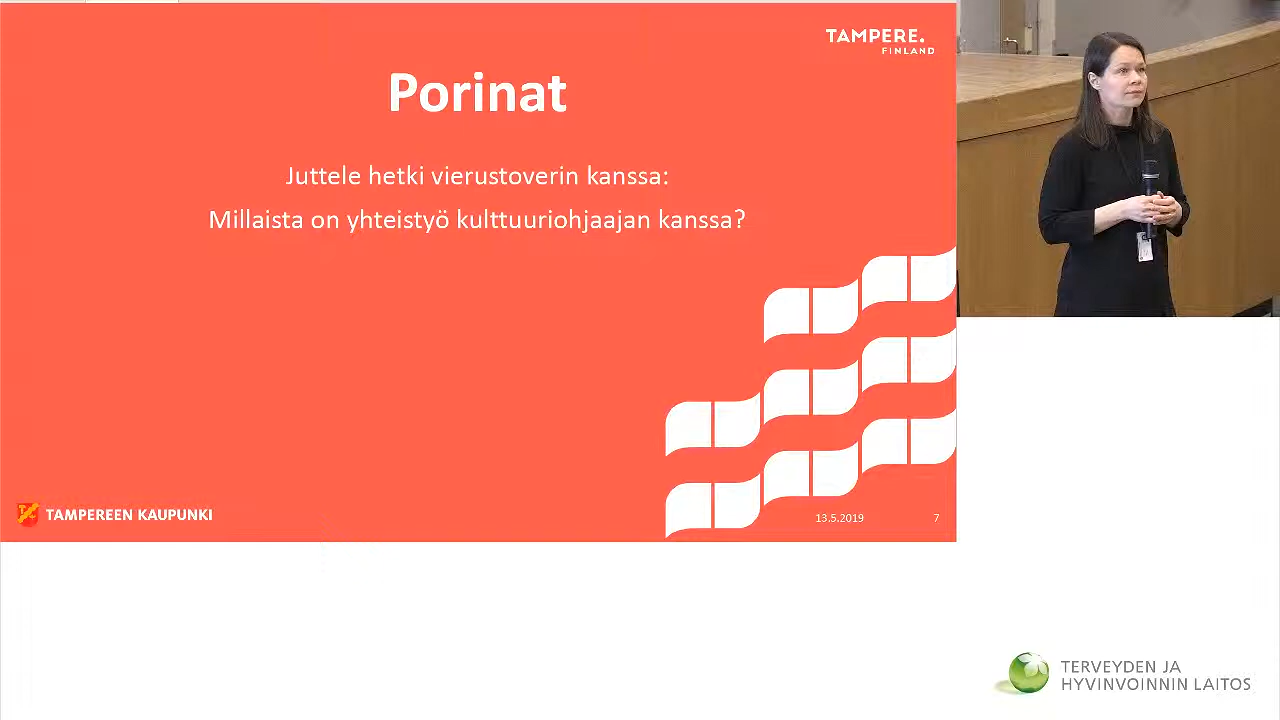 TAMPERE.
FINLAND
Porinat
Juttele hetki vierustoverin kanssa:
Millaista on yhteistyö kulttuuriohjaajan kanssa?
TAMPEREEN KAUPUNKI
13.5.2019
7
TERVEYDEN JA
HYVINVOINNIN LAITOS